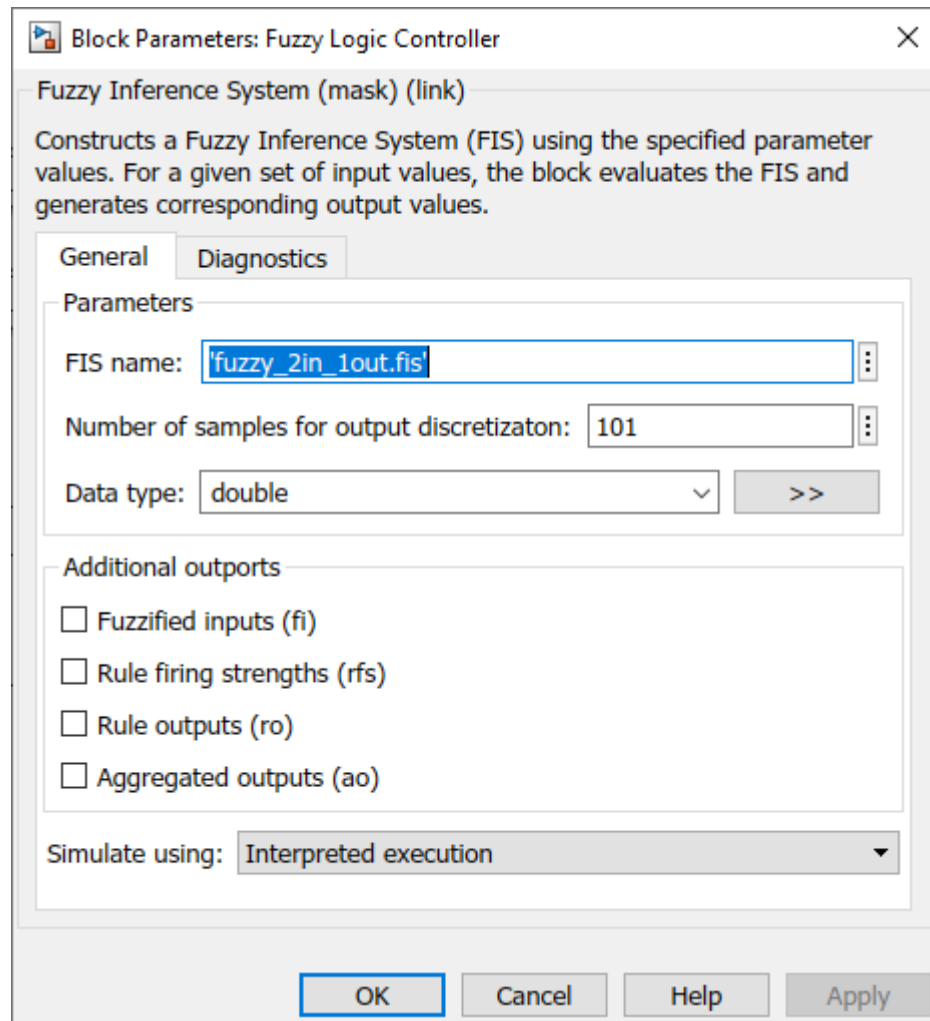 Block Parameters: Fuzzy Logic Controller
Fuzzy Inference System (mask) (link)
Constructs a Fuzzy Inference System (FIS) using the specified parameter
values. For a given set of input values, the block evaluates the FIS and
generates corresponding output values.
General Diagnostics
Parameters
FIS name: 'fuzzy_2in_1out.fis'
Number of samples for output discretizaton: 101
Data type: double >>
Additional outports
Fuzzified inputs (fi)
Rule firing strengths (rfs)
Rule outputs (ro)
Aggregated outputs (ao)
Simulate using: Interpreted execution
OK Cancel Help Apply